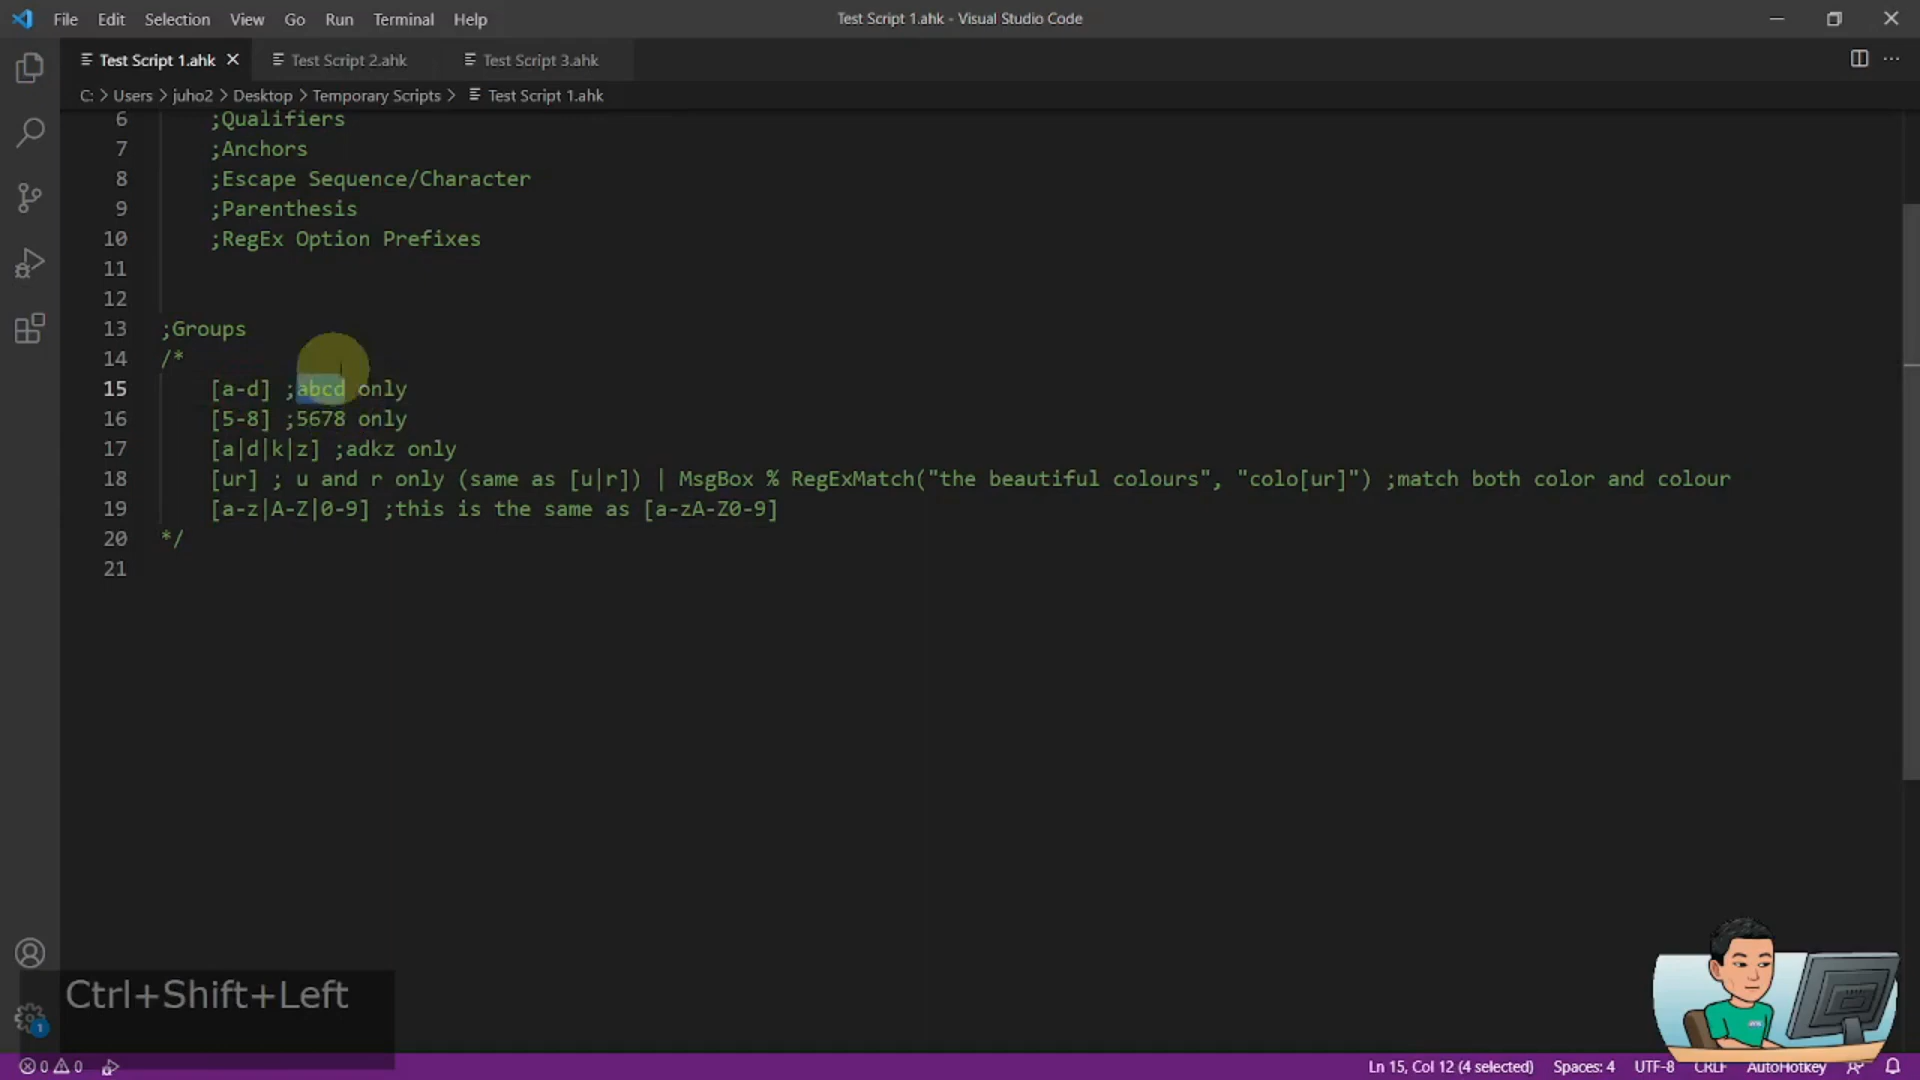 File Edit Selection View Go Run Terminal Help
Test Script 1.ahk - Visual Studio Code
Test Script 1.ahk Test Script 2.ahk Test Script 3.ahk
C: > Users > juho2 > Desktop > Temporary Scripts > Test Script 1.ahk
6 ;Qualifiers
7 ;Anchors
8 ;Escape Sequence/Character
9 ;Parenthesis
10 ;RegEx Option Prefixes
11
12
13 ;Groups
14 /*
15 [a-d] ;abcd only
16 [5-8] ;5678 only
17 [a|d|k|z] ;adkz only
18 [ur] ; u and r only (same as [u|r]) | MsgBox % RegExMatch("the beautiful colours", "colo[ur]") ;match both color and colour
19 [a-z|A-Z|0-9] ;this is the same as [a-zA-Z0-9]
20 */
21
Ctrl+Shift+Left
1
0 0
Ln 15, Col 12 (4 selected) Spaces: 4 UTF-8 CRLF AutoHotkey